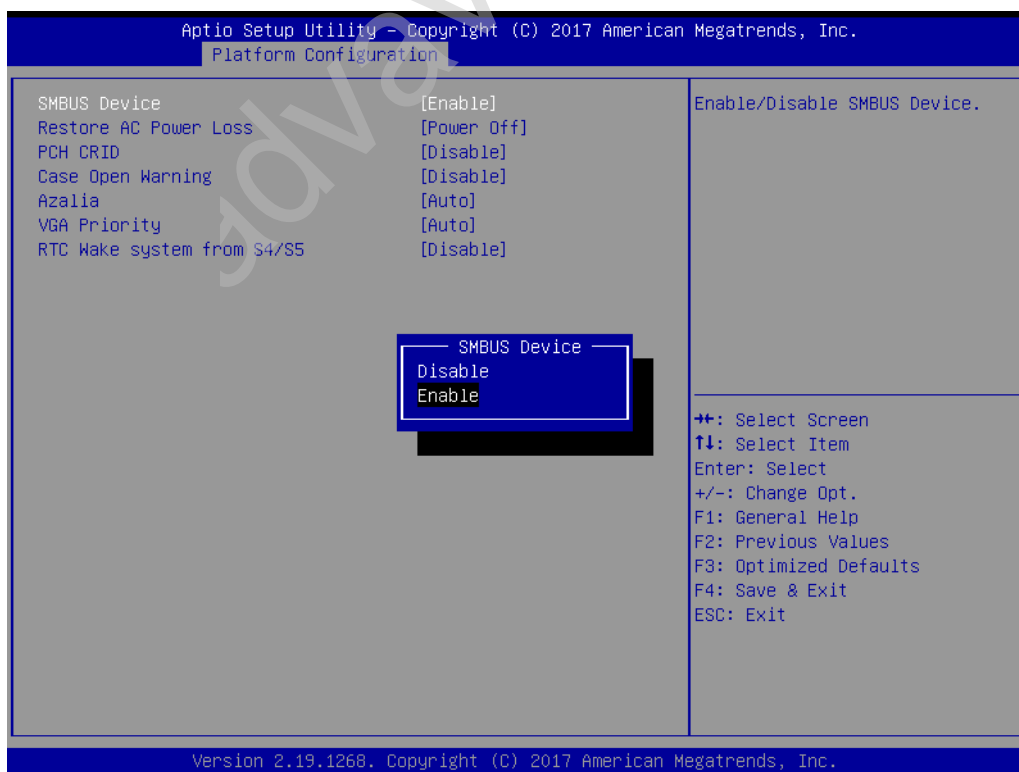 Aptio Setup Utility – Copyright (C) 2017 American Megatrends, Inc.
Platform Configuration
SMBUS Device [Enable]
Restore AC Power Loss [Power Off]
PCH CRID [Disable]
Case Open Warning [Disable]
Azalia [Auto]
VGA Priority [Auto]
RTC Wake system from S4/S5 [Disable]
SMBUS Device
Disable
Enable
Enable/Disable SMBUS Device.
→←: Select Screen
↑↓: Select Item
Enter: Select
+/-: Change Opt.
F1: General Help
F2: Previous Values
F3: Optimized Defaults
F4: Save & Exit
ESC: Exit
Version 2.19.1268. Copyright (C) 2017 American Megatrends, Inc.